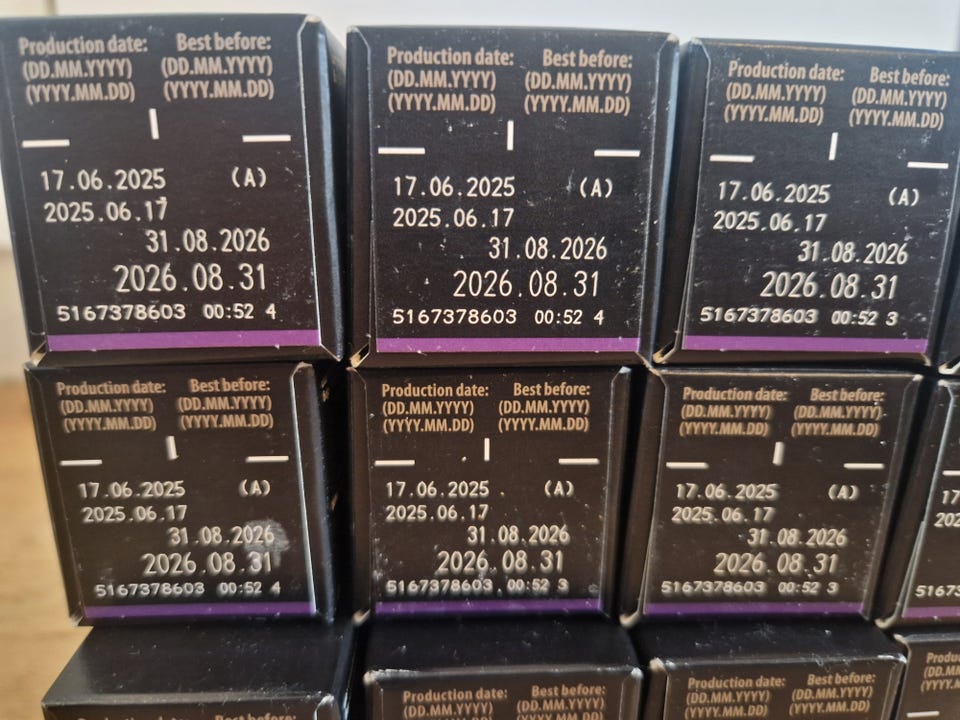 Production date: Best before:
(DD.MM.YYYY) (DD.MM.YYYY)
(YYYY.MM.DD) (YYYY.MM.DD)
17.06.2025 (A)
2025.06.17
31.08.2026
2026.08.31
5167378603 00:52 4
Production date: Best before:
(DD.MM.YYYY) (DD.MM.YYYY)
(YYYY.MM.DD) (YYYY.MM.DD)
17.06.2025 (A)
2025.06.17
31.08.2026
2026.08.31
5167378603 00:52 4
Production date: Best before:
(DD.MM.YYYY) (DD.MM.YYYY)
(YYYY.MM.DD) (YYYY.MM.DD)
17.06.2025 (A)
2025.06.17
31.08.2026
2026.08.31
5167378603 00:52 3
Production date: Best before:
(DD.MM.YYYY) (DD.MM.YYYY)
(YYYY.MM.DD) (YYYY.MM.DD)
17.06.2025 (A)
2025.06.17
31.08.2026
2026.08.31
5167378603 00:52 4
Production date: Best before:
(DD.MM.YYYY) (DD.MM.YYYY)
(YYYY.MM.DD) (YYYY.MM.DD)
17.06.2025 (A)
2025.06.17
31.08.2026
2026.08.31
5167378603 00:52 3
Production date: Best before:
(DD.MM.YYYY) (DD.MM.YYYY)
(YYYY.MM.DD) (YYYY.MM.DD)
17.06.2025 (A)
2025.06.17
31.08.2026
2026.08.31
5167378603 00:52 3
Production date: Best before:
(DD.MM.YYYY) (DD.MM.YYYY)
Production date: Best before:
(DD.MM.YYYY) (DD.MM.YYYY)
(YYYY.MM.DD) (YYYY.MM.DD)